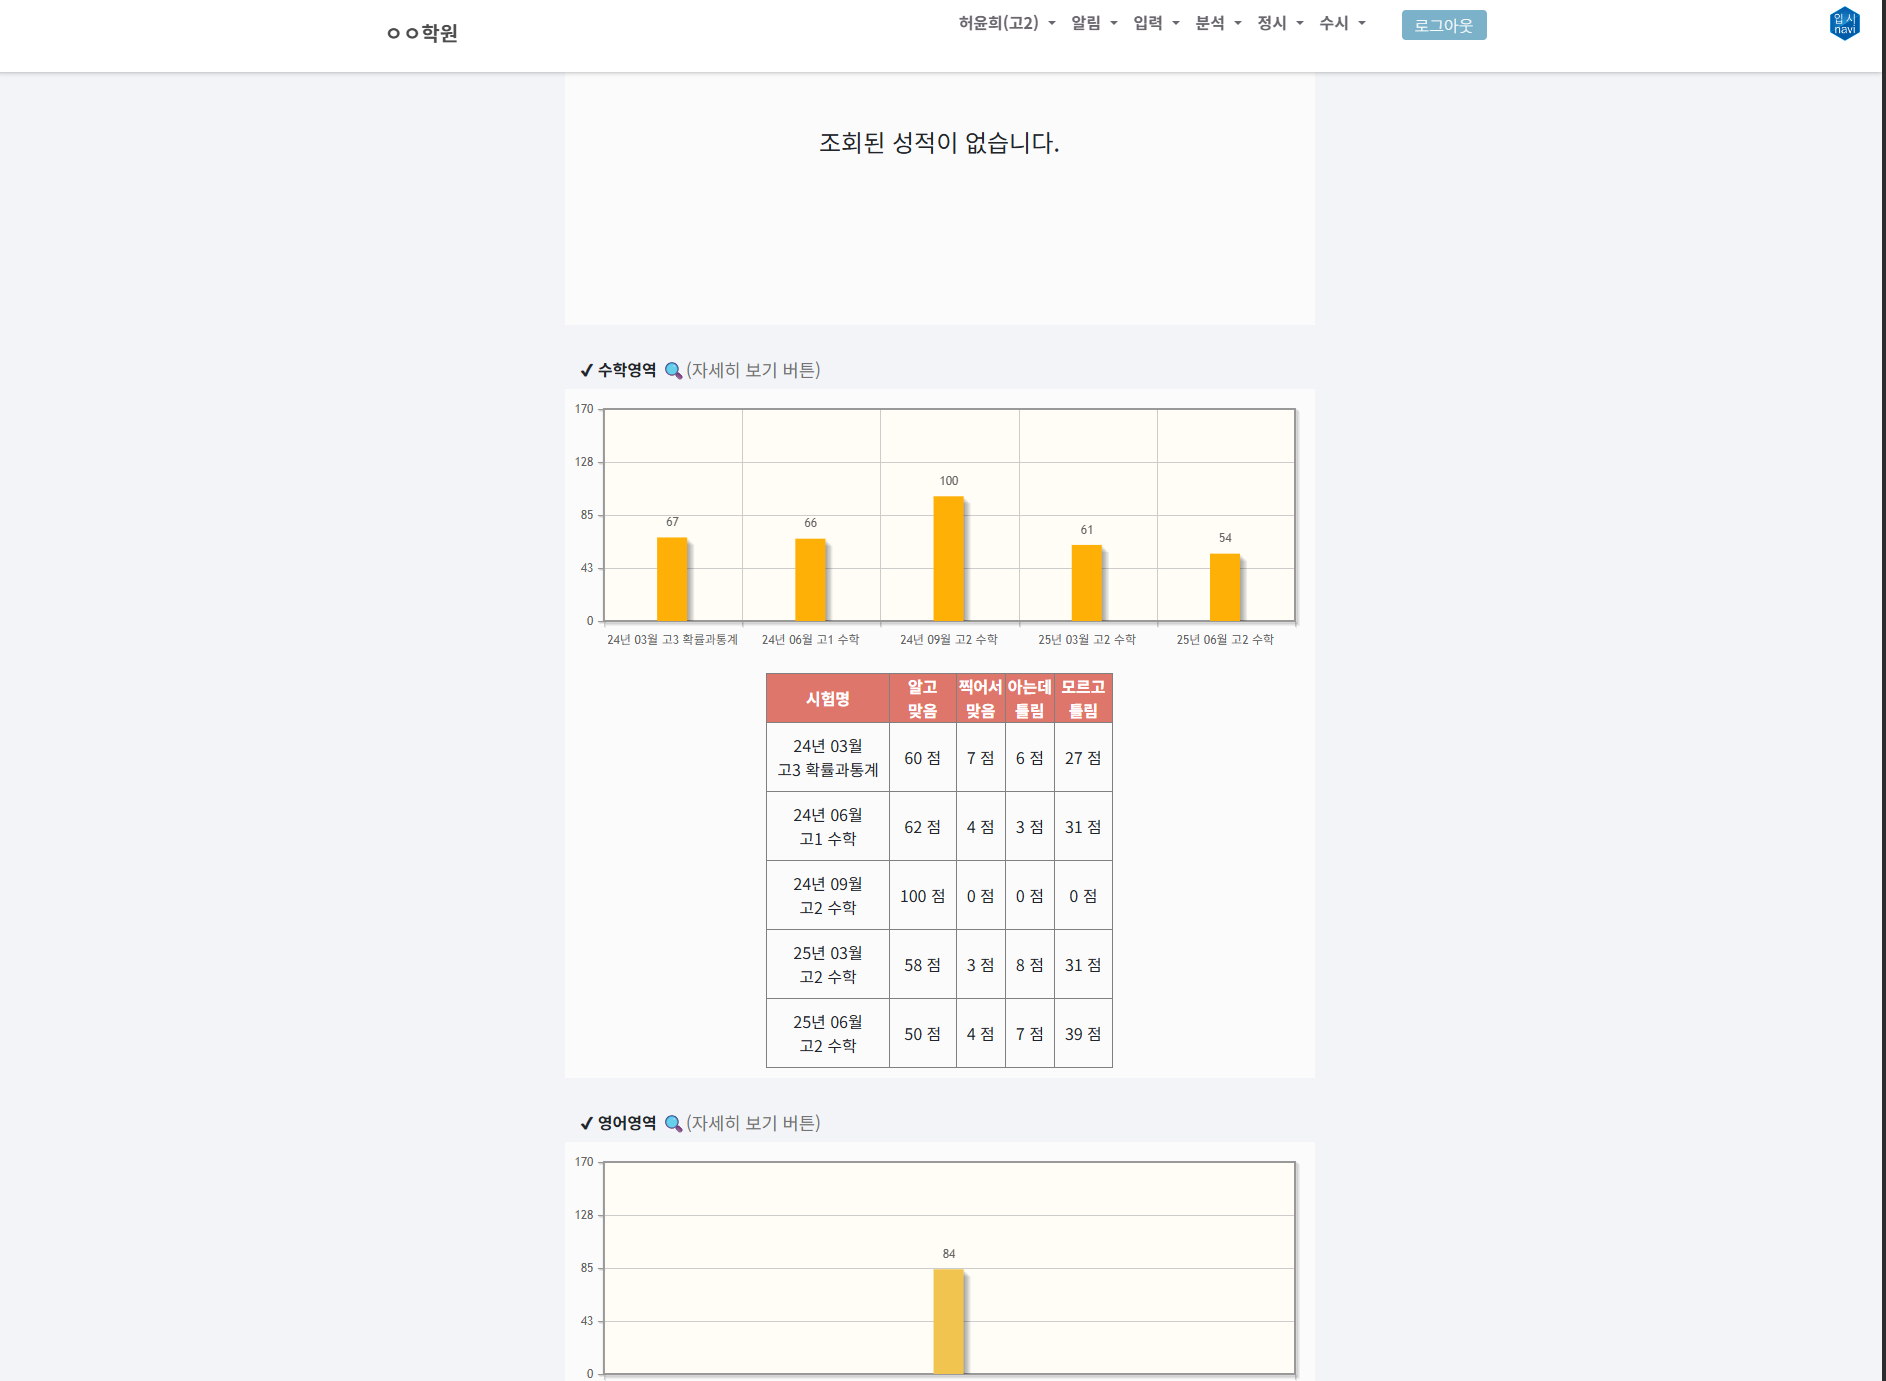 ㅇㅇ학원
허윤희(고2) 알림 입력 분석 정시 수시 로그아웃
입시
navi
조회된 성적이 없습니다.
✓ 수학영역 🔍 (자세히 보기 버튼)
170
128
85
43
0
67
66
100
61
54
24년 03월 고3 확률과통계
24년 06월 고1 수학
24년 09월 고2 수학
25년 03월 고2 수학
25년 06월 고2 수학
시험명
알고
맞음
찍어서
맞음
아는데
틀림
모르고
틀림
24년 03월
고3 확률과통계
60 점 7 점 6 점 27 점
24년 06월
고1 수학
62 점 4 점 3 점 31 점
24년 09월
고2 수학
100 점 0 점 0 점 0 점
25년 03월
고2 수학
58 점 3 점 8 점 31 점
25년 06월
고2 수학
50 점 4 점 7 점 39 점
✓ 영어영역 🔍 (자세히 보기 버튼)
170
128
85
43
0
84